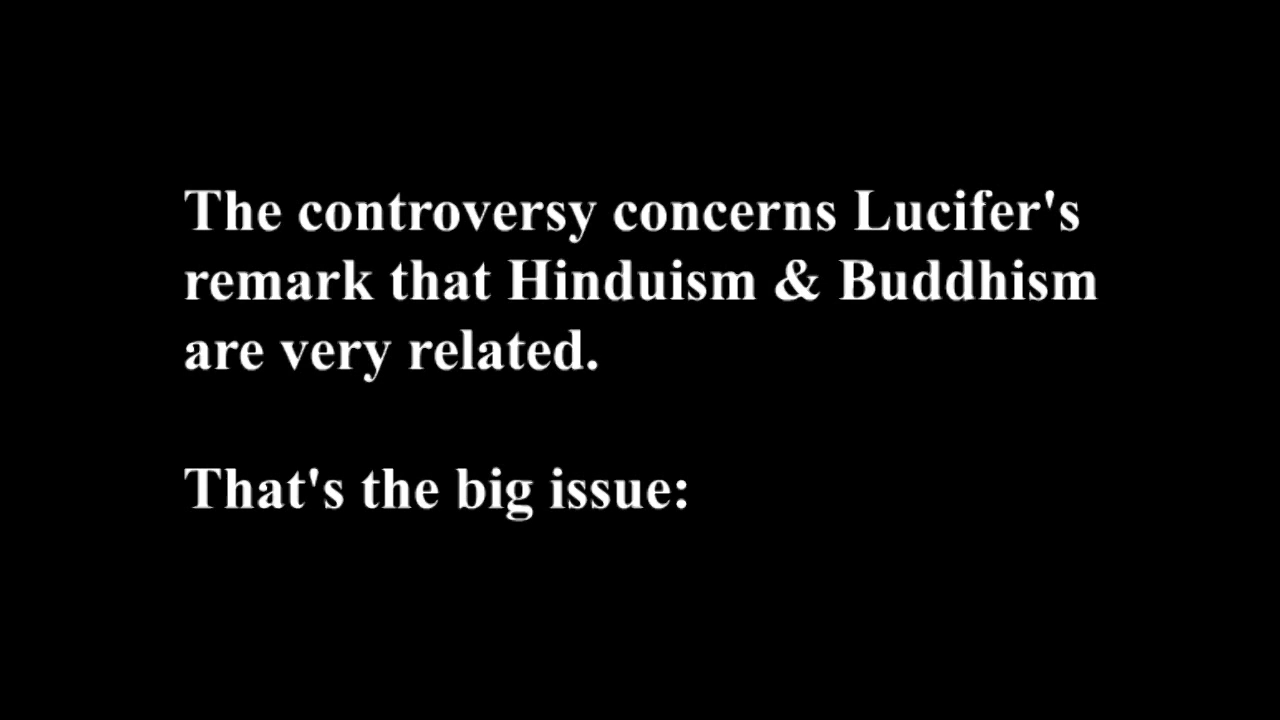 The controversy concerns Lucifer's
remark that Hinduism & Buddhism
are very related.
That's the big issue: